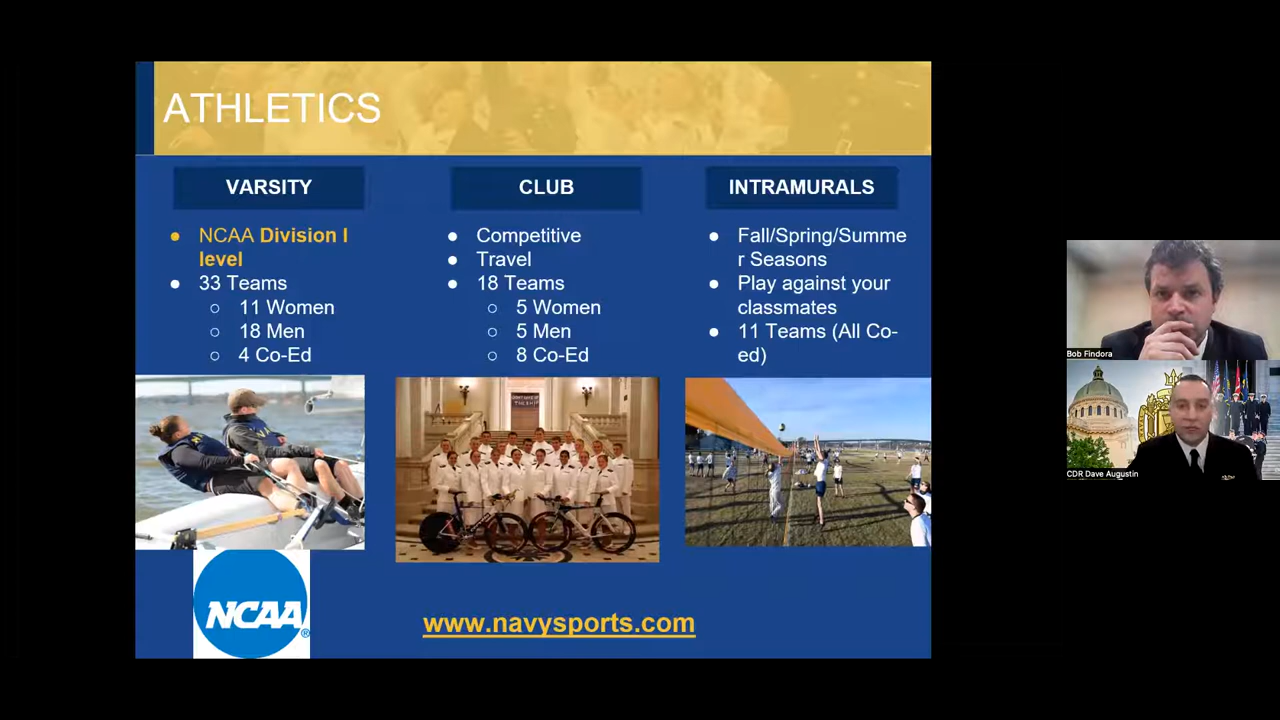 ATHLETICS
VARSITY
NCAA Division I
level
33 Teams
11 Women
18 Men
4 Co-Ed
CLUB
Competitive
Travel
18 Teams
5 Women
5 Men
8 Co-Ed
INTRAMURALS
Fall/Spring/Summe
r Seasons
Play against your
classmates
11 Teams (All Co-
ed)
NCAA®
www.navysports.com
Bob Findora
CDR Dave Augustin